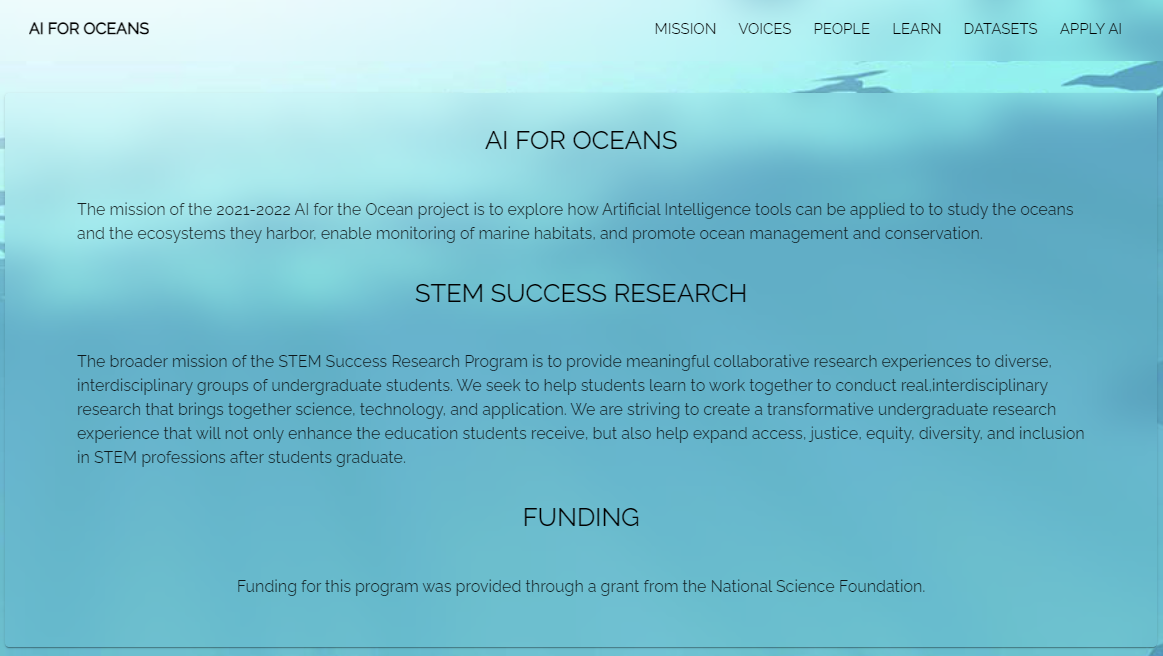 AI FOR OCEANS
MISSION VOICES PEOPLE LEARN DATASETS APPLY AI
AI FOR OCEANS
The mission of the 2021-2022 AI for the Ocean project is to explore how Artificial Intelligence tools can be applied to to study the oceans
and the ecosystems they harbor, enable monitoring of marine habitats, and promote ocean management and conservation.
STEM SUCCESS RESEARCH
The broader mission of the STEM Success Research Program is to provide meaningful collaborative research experiences to diverse,
interdisciplinary groups of undergraduate students. We seek to help students learn to work together to conduct real,interdisciplinary
research that brings together science, technology, and application. We are striving to create a transformative undergraduate research
experience that will not only enhance the education students receive, but also help expand access, justice, equity, diversity, and inclusion
in STEM professions after students graduate.
FUNDING
Funding for this program was provided through a grant from the National Science Foundation.